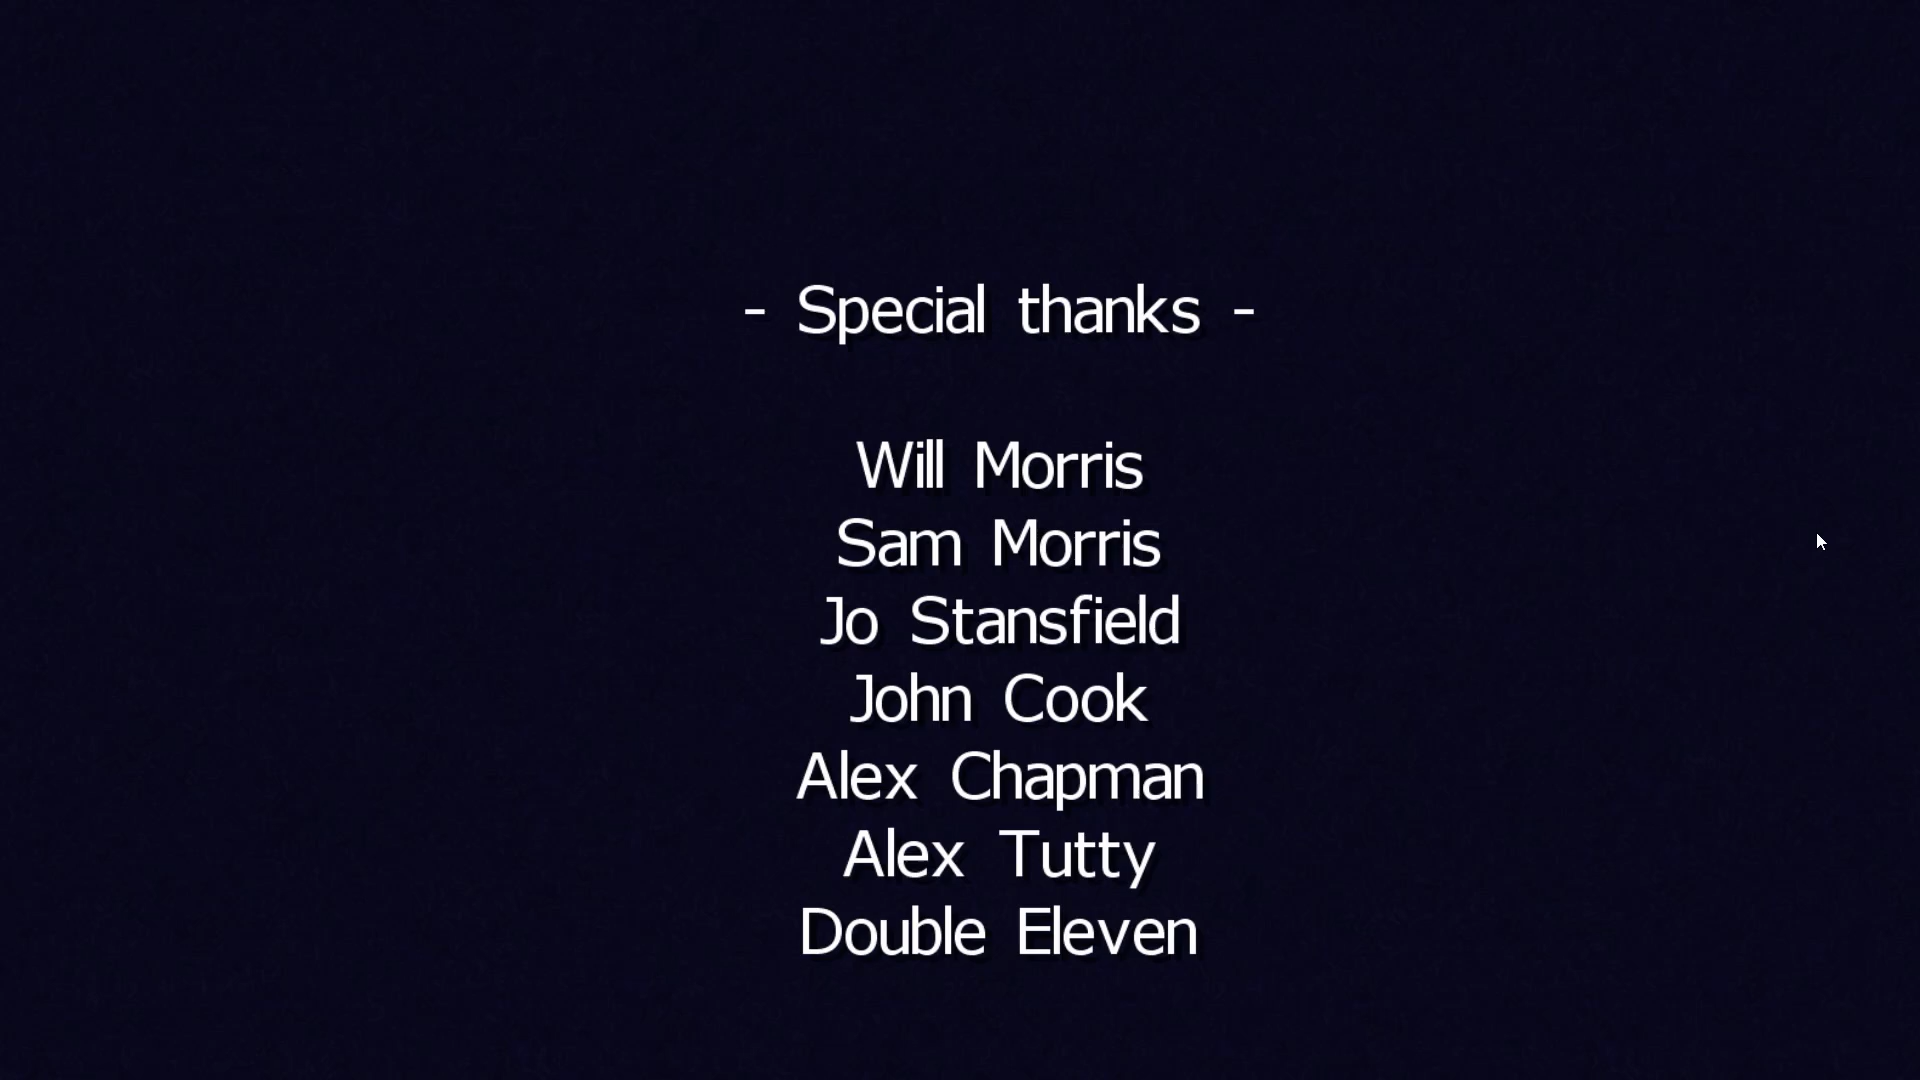 - Special thanks -
Will Morris
Sam Morris
Jo Stansfield
John Cook
Alex Chapman
Alex Tutty
Double Eleven